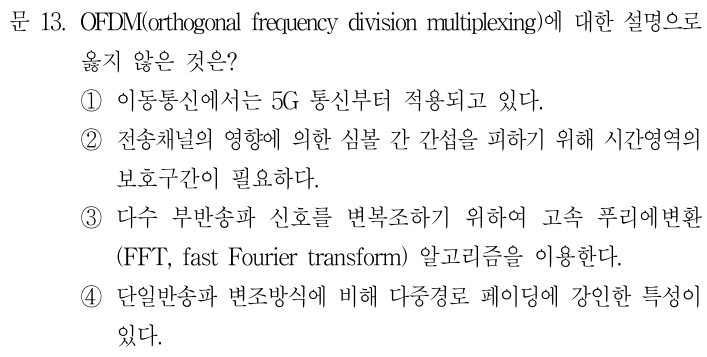 문 13. OFDM(orthogonal frequency division multiplexing)에 대한 설명으로
옳지 않은 것은?
① 이동통신에서는 5G 통신부터 적용되고 있다.
② 전송채널의 영향에 의한 심볼 간 간섭을 피하기 위해 시간영역의
보호구간이 필요하다.
③ 다수 부반송파 신호를 변복조하기 위하여 고속 푸리에변환
(FFT, fast Fourier transform) 알고리즘을 이용한다.
④ 단일반송파 변조방식에 비해 다중경로 페이딩에 강인한 특성이
있다.